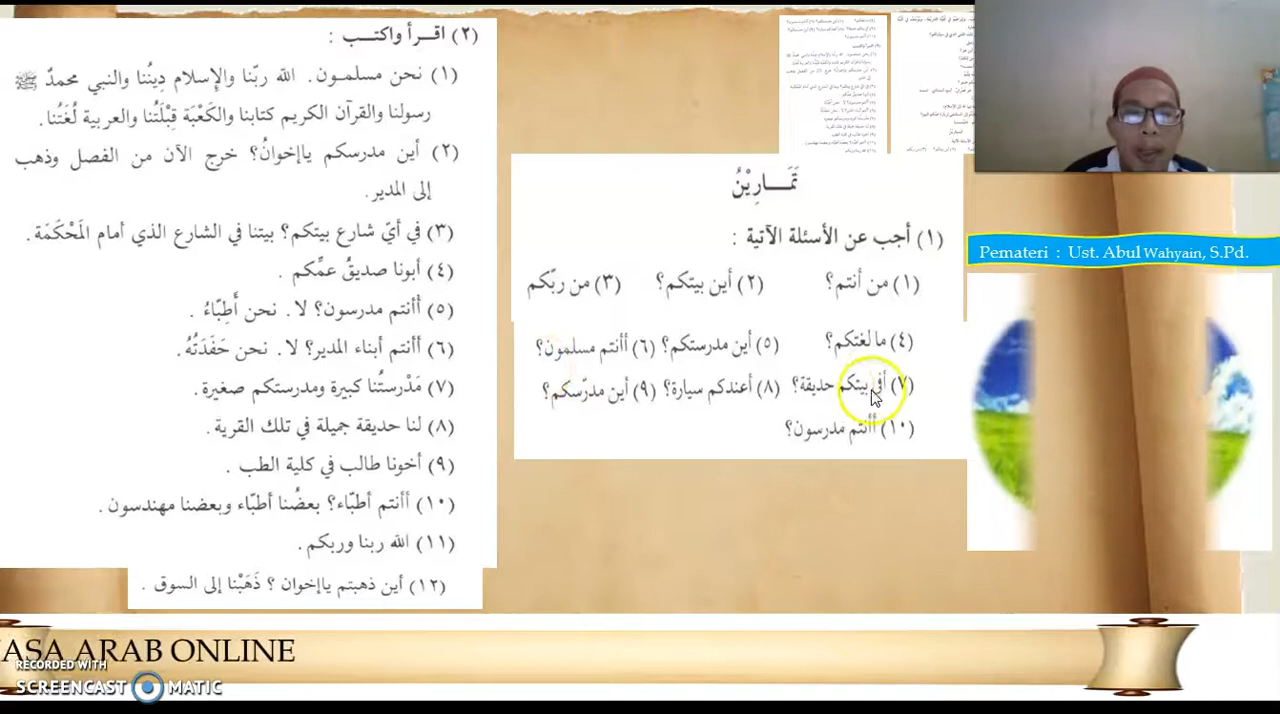 (٢) اقـرأ واكتـب :
(١) نحن مسلمـون. الله ربّنا والإسلام دِينُنا والنبي محمدٌ ﷺ
رسولنا والقرآن الكريم كتابنا والكَعْبَة قِبْلَتُنا والعربية لُغَتُنا.
(٢) أين مدرسكم ياإخوان؟ خرج الآن من الفصل وذهب
إلى المدير.
(٣) في أيّ شارع بيتكم؟ بيتنا في الشارع الذي أمام المَحْكَمَة.
(٤) أبونا صديقُ عمِّكم.
(٥) أأنتم مدرسون؟ لا. نحن أَطِبّاءُ.
(٦) أأنتم أبناء المدير؟ لا. نحن حَفَدَتُهُ.
(٧) مَدْرستُنا كبيرة ومدرستكم صغيرة.
(٨) لنا حديقة جميلة في تلك القرية.
(٩) أخونا طالب في كلية الطب.
(١٠) أأنتم أطبّاء؟ بعضُنا أطبّاء وبعضنا مهندسون.
(١١) الله ربنا وربكم.
(١٢) أين ذهبتم ياإخوان؟ ذَهَبْنا إلى السوق.
تَمَـــارِيْنُ
(١) أجب عن الأسئلة الآتية :
(١) من أنتم؟ (٢) أين بيتكم؟ (٣) من ربّكم
(٤) ما لغتكم؟ (٥) أين مدرستكم؟ (٦) أأنتم مسلمون؟
(٧) أفي بيتكم حديقة؟ (٨) أعندكم سيارة؟ (٩) أين مدرّسكم؟
(١٠) أأنتم مدرسون؟
Pemateri : Ust. Abul Wahyain, S.Pd.
ASA ARAB ONLINE
RECORDED WITH
SCREENCAST MATIC